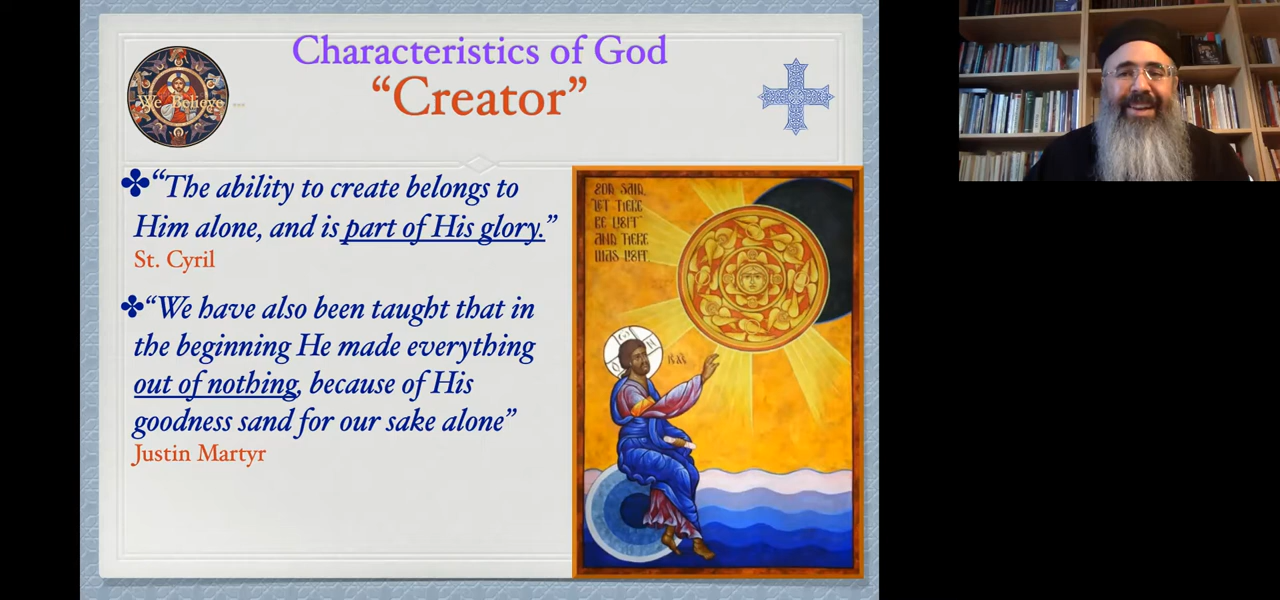 Characteristics of God
“Creator”
We Believe ...
“The ability to create belongs to
Him alone, and is part of His glory.”
St. Cyril
“We have also been taught that in
the beginning He made everything
out of nothing, because of His
goodness sand for our sake alone”
Justin Martyr
GOD SAID,
LET THERE
BE LIGHT
AND THERE
WAS LIGHT.